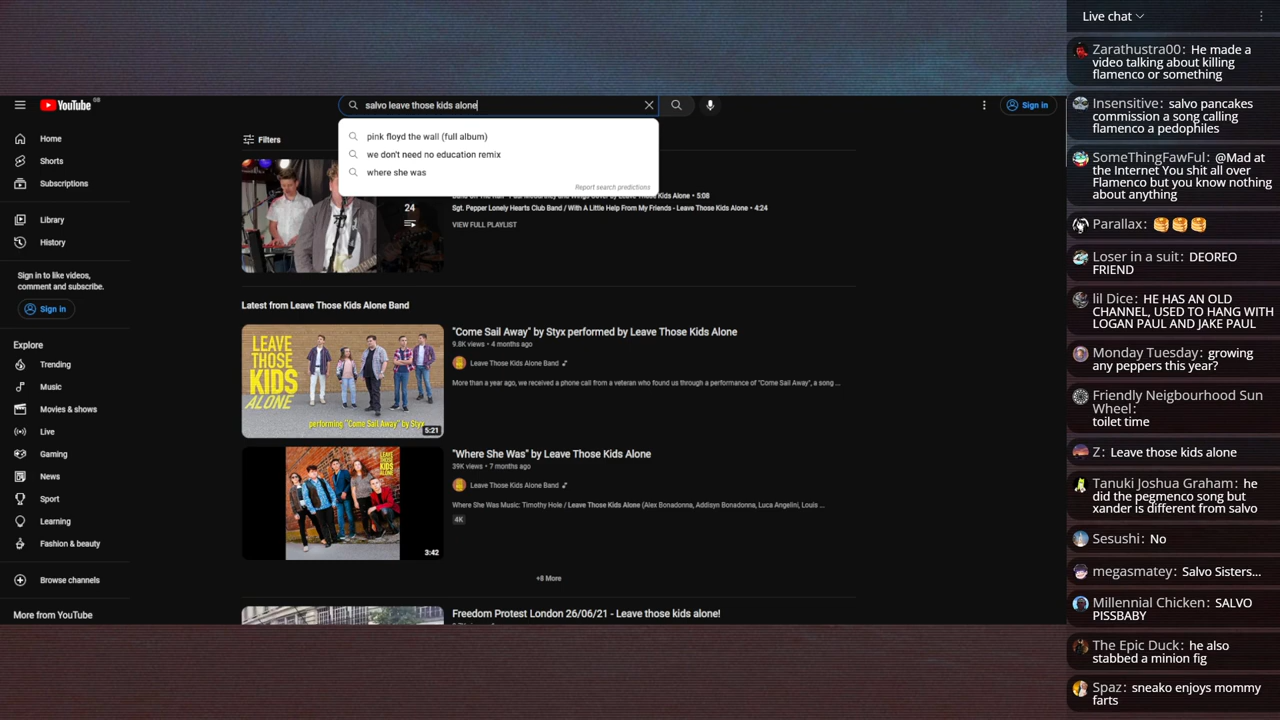 YouTube GB
salvo leave those kids alone
Sign in
pink floyd the wall (full album)
we don't need no education remix
where she was
Report search predictions
Home
Shorts
Subscriptions
Library
History
Sign in to like videos,
comment and subscribe.
Sign in
Explore
Trending
Music
Movies & shows
Live
Gaming
News
Sport
Learning
Fashion & beauty
Browse channels
More from YouTube
Filters
24
Leave Those Kids Alone • 5:08
Sgt. Pepper Lonely Hearts Club Band / With A Little Help From My Friends - Leave Those Kids Alone • 4:24
VIEW FULL PLAYLIST
Latest from Leave Those Kids Alone Band
LEAVE
THOSE
KIDS
ALONE
performing "Come Sail Away" by Styx
5:21
"Come Sail Away" by Styx performed by Leave Those Kids Alone
9.8K views • 4 months ago
Leave Those Kids Alone Band
More than a year ago, we received a phone call from a veteran who found us through a performance of "Come Sail Away", a song ...
LEAVE
THOSE
KIDS
ALONE
3:42
"Where She Was" by Leave Those Kids Alone
39K views • 7 months ago
Leave Those Kids Alone Band
Where She Was Music: Timothy Hole / Leave Those Kids Alone (Alex Bonadonna, Addisyn Bonadonna, Luca Angelini, Louis ...
4K
+8 More
Freedom Protest London 26/06/21 - Leave those kids alone!
Live chat
Zarathustra00: He made a
video talking about killing
flamenco or something
Insensitive: salvo pancakes
commission a song calling
flamenco a pedophiles
SomeThingFawFul: @Mad at
the Internet You shit all over
Flamenco but you know nothing
about anything
Parallax: 🥞🥞🥞
Loser in a suit: DEOREO
FRIEND
lil Dice: HE HAS AN OLD
CHANNEL, USED TO HANG WITH
LOGAN PAUL AND JAKE PAUL
Monday Tuesday: growing
any peppers this year?
Friendly Neigbourhood Sun
Wheel:
toilet time
Z: Leave those kids alone
Tanuki Joshua Graham: he
did the pegmenco song but
xander is different from salvo
Sesushi: No
megasmatey: Salvo Sisters...
Millennial Chicken: SALVO
PISSBABY
The Epic Duck: he also
stabbed a minion fig
Spaz: sneako enjoys mommy
farts